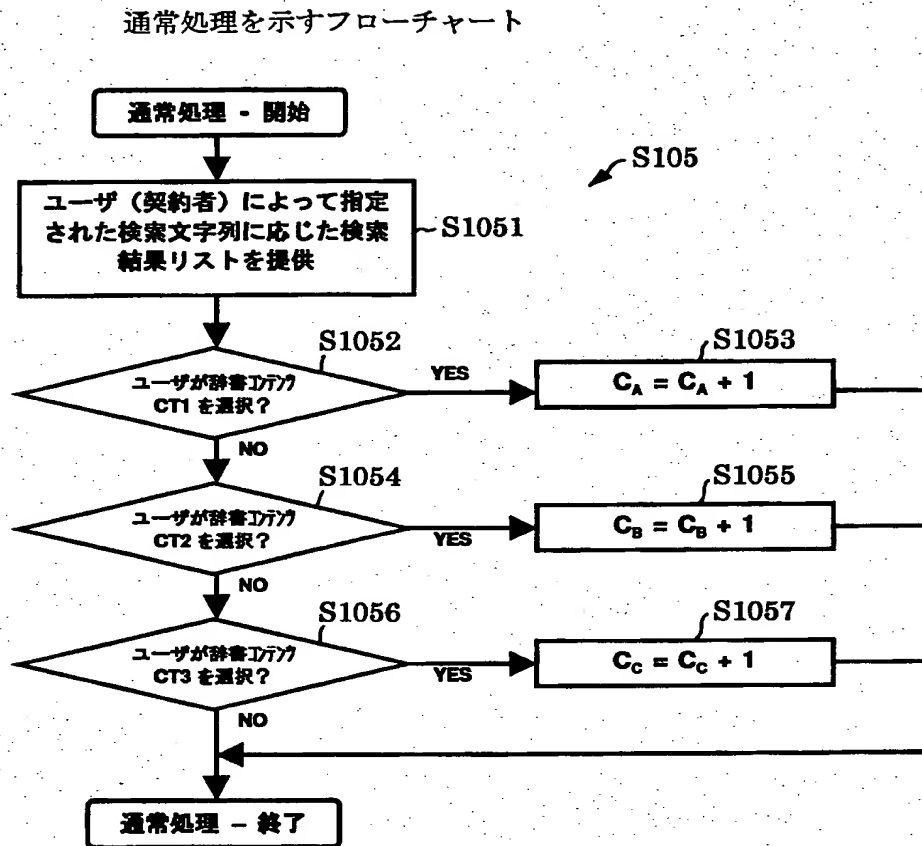 通常処理を示すフローチャート
通常処理 - 開始
S105
ユーザ（契約者）によって指定
された検索文字列に応じた検索
結果リストを提供
S1051
S1052
ユーザが辞書コンテンツ
CT1 を選択？
YES
S1053
C_A = C_A + 1
NO
S1054
ユーザが辞書コンテンツ
CT2 を選択？
YES
S1055
C_B = C_B + 1
NO
S1056
ユーザが辞書コンテンツ
CT3 を選択？
YES
S1057
C_C = C_C + 1
NO
通常処理 – 終了